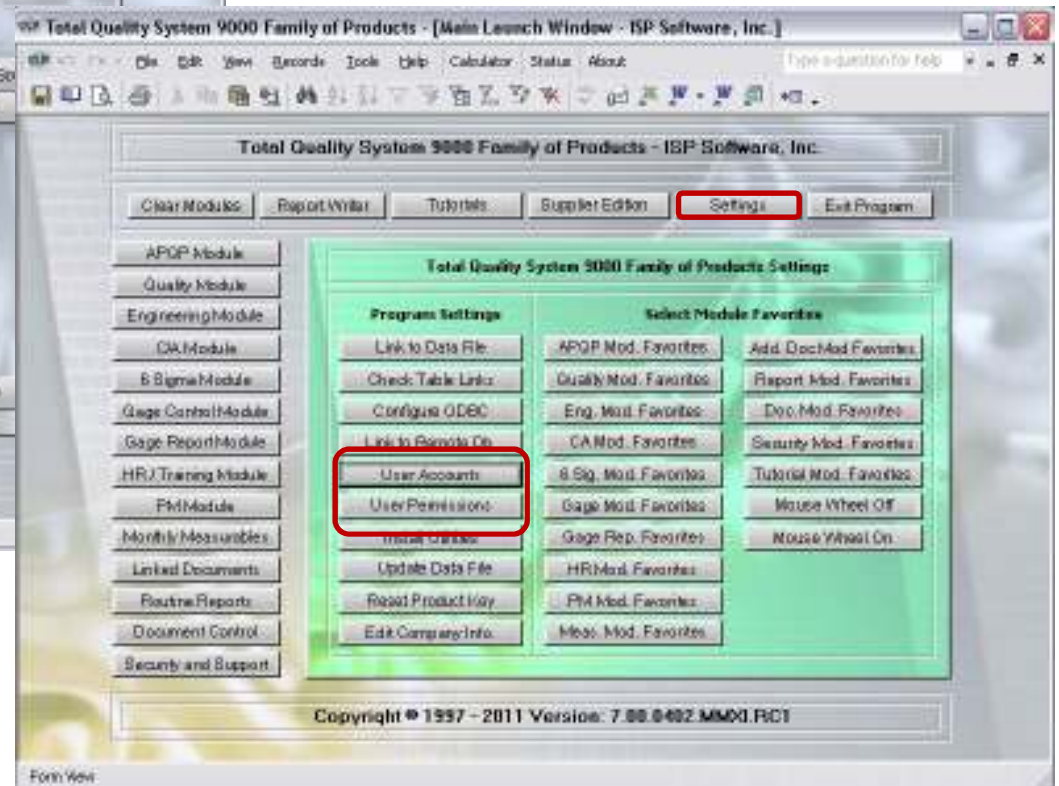 Total Quality System 9000 Family of Products - [Main Launch Window - ISP Software, Inc.]
File Edit View Records Tools Help Calculator Status About Type a question for help
Total Quality System 9000 Family of Products - ISP Software, Inc.
Clear Modules Report Writer Tutorials Supplier Edition Settings Exit Program
APQP Module
Quality Module
Engineering Module
CA Module
6 Sigma Module
Gage Control Module
Gage Report Module
HR / Training Module
PM Module
Monthly Measurables
Linked Documents
Routine Reports
Document Control
Security and Support
Total Quality System 9000 Family of Products Settings
Program Settings Select Module Favorites
Link to Data File APQP Mod. Favorites Add. Doc Mod Favorites
Check Table Links Quality Mod. Favorites Report Mod. Favorites
Configure ODBC Eng. Mod. Favorites Doc. Mod. Favorites
Link to Remote Db CA Mod. Favorites Security Mod. Favorites
User Accounts 6 Sig. Mod. Favorites Tutorial Mod. Favorites
User Permissions Gage Mod. Favorites Mouse Wheel Off
Install Utilities Gage Rep. Favorites Mouse Wheel On
Update Data File HR Mod. Favorites
Reset Product Key PM Mod. Favorites
Edit Company Info. Meas. Mod. Favorites
Copyright © 1997 - 2011 Version: 7.00.0402.MMXI.RC1
Form View